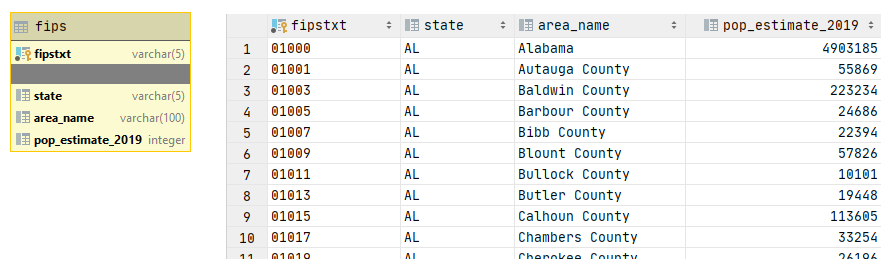 fips
fipstxt varchar(5)
state varchar(5)
area_name varchar(100)
pop_estimate_2019 integer
fipstxt state area_name pop_estimate_2019
1 01000 AL Alabama 4903185
2 01001 AL Autauga County 55869
3 01003 AL Baldwin County 223234
4 01005 AL Barbour County 24686
5 01007 AL Bibb County 22394
6 01009 AL Blount County 57826
7 01011 AL Bullock County 10101
8 01013 AL Butler County 19448
9 01015 AL Calhoun County 113605
10 01017 AL Chambers County 33254
11 01019 AL Cherokee County 26196